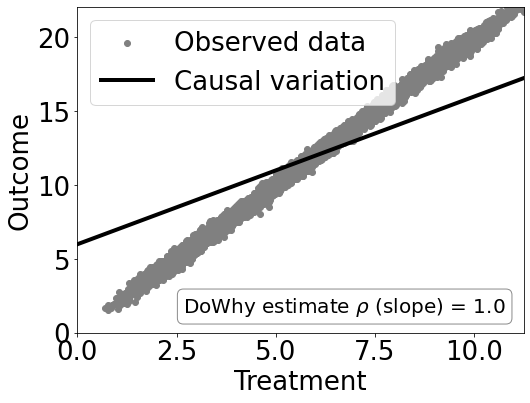 Observed data
Causal variation
20
15
10
5
0
Outcome
DoWhy estimate ρ (slope) = 1.0
0.0 2.5 5.0 7.5 10.0
Treatment